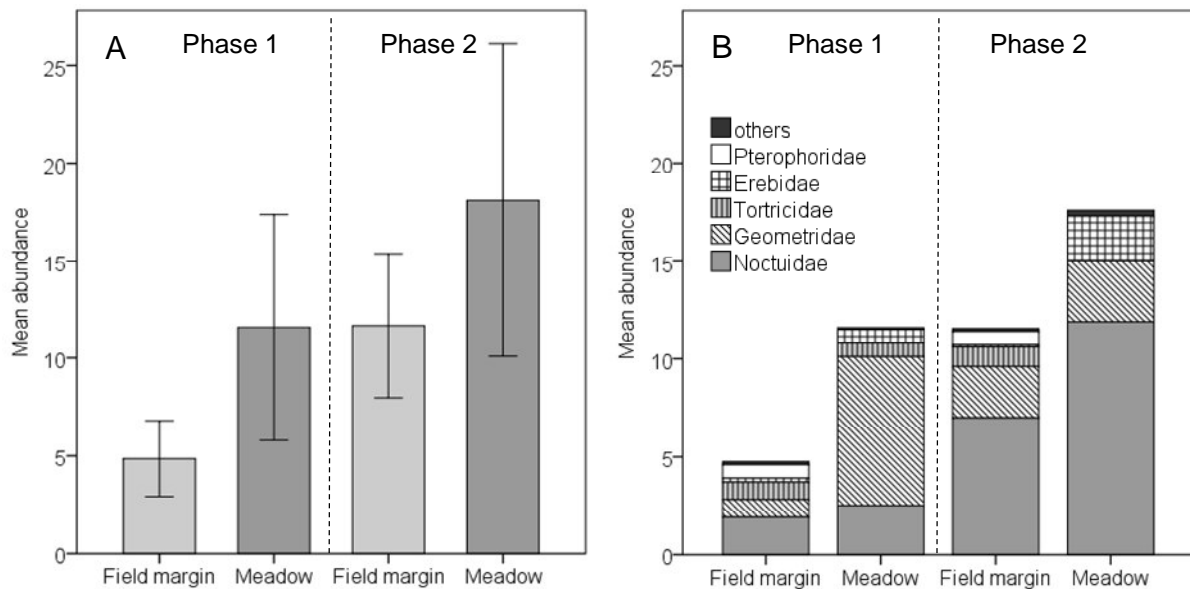 A Phase 1 Phase 2
25
20
15
10
5
0
Mean abundance
Field margin Meadow Field margin Meadow
B Phase 1 Phase 2
25
20
15
10
5
0
Mean abundance
others
Pterophoridae
Erebidae
Tortricidae
Geometridae
Noctuidae
Field margin Meadow Field margin Meadow